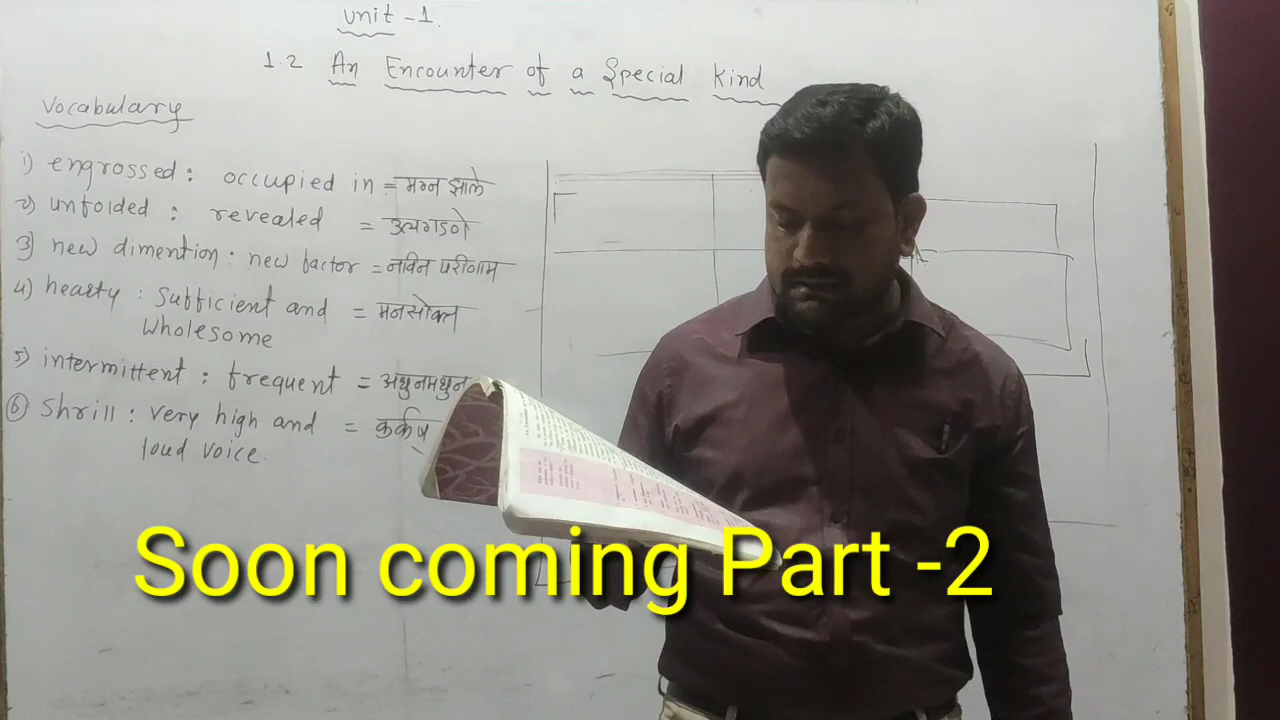 unit - 1.
1.2 An Encounter of a Special Kind
Vocabulary
1) engrossed : occupied in = मग्न झाले
2) unfolded : revealed = उलगडणे
3) new dimention : new factor = नविन परीणाम
4) hearty : Sufficient and = मनसोक्त
wholesome
5) intermittent : frequent = अधुनमधुन
6) Shrill : very high and = कर्कष
loud voice.
Soon coming Part -2